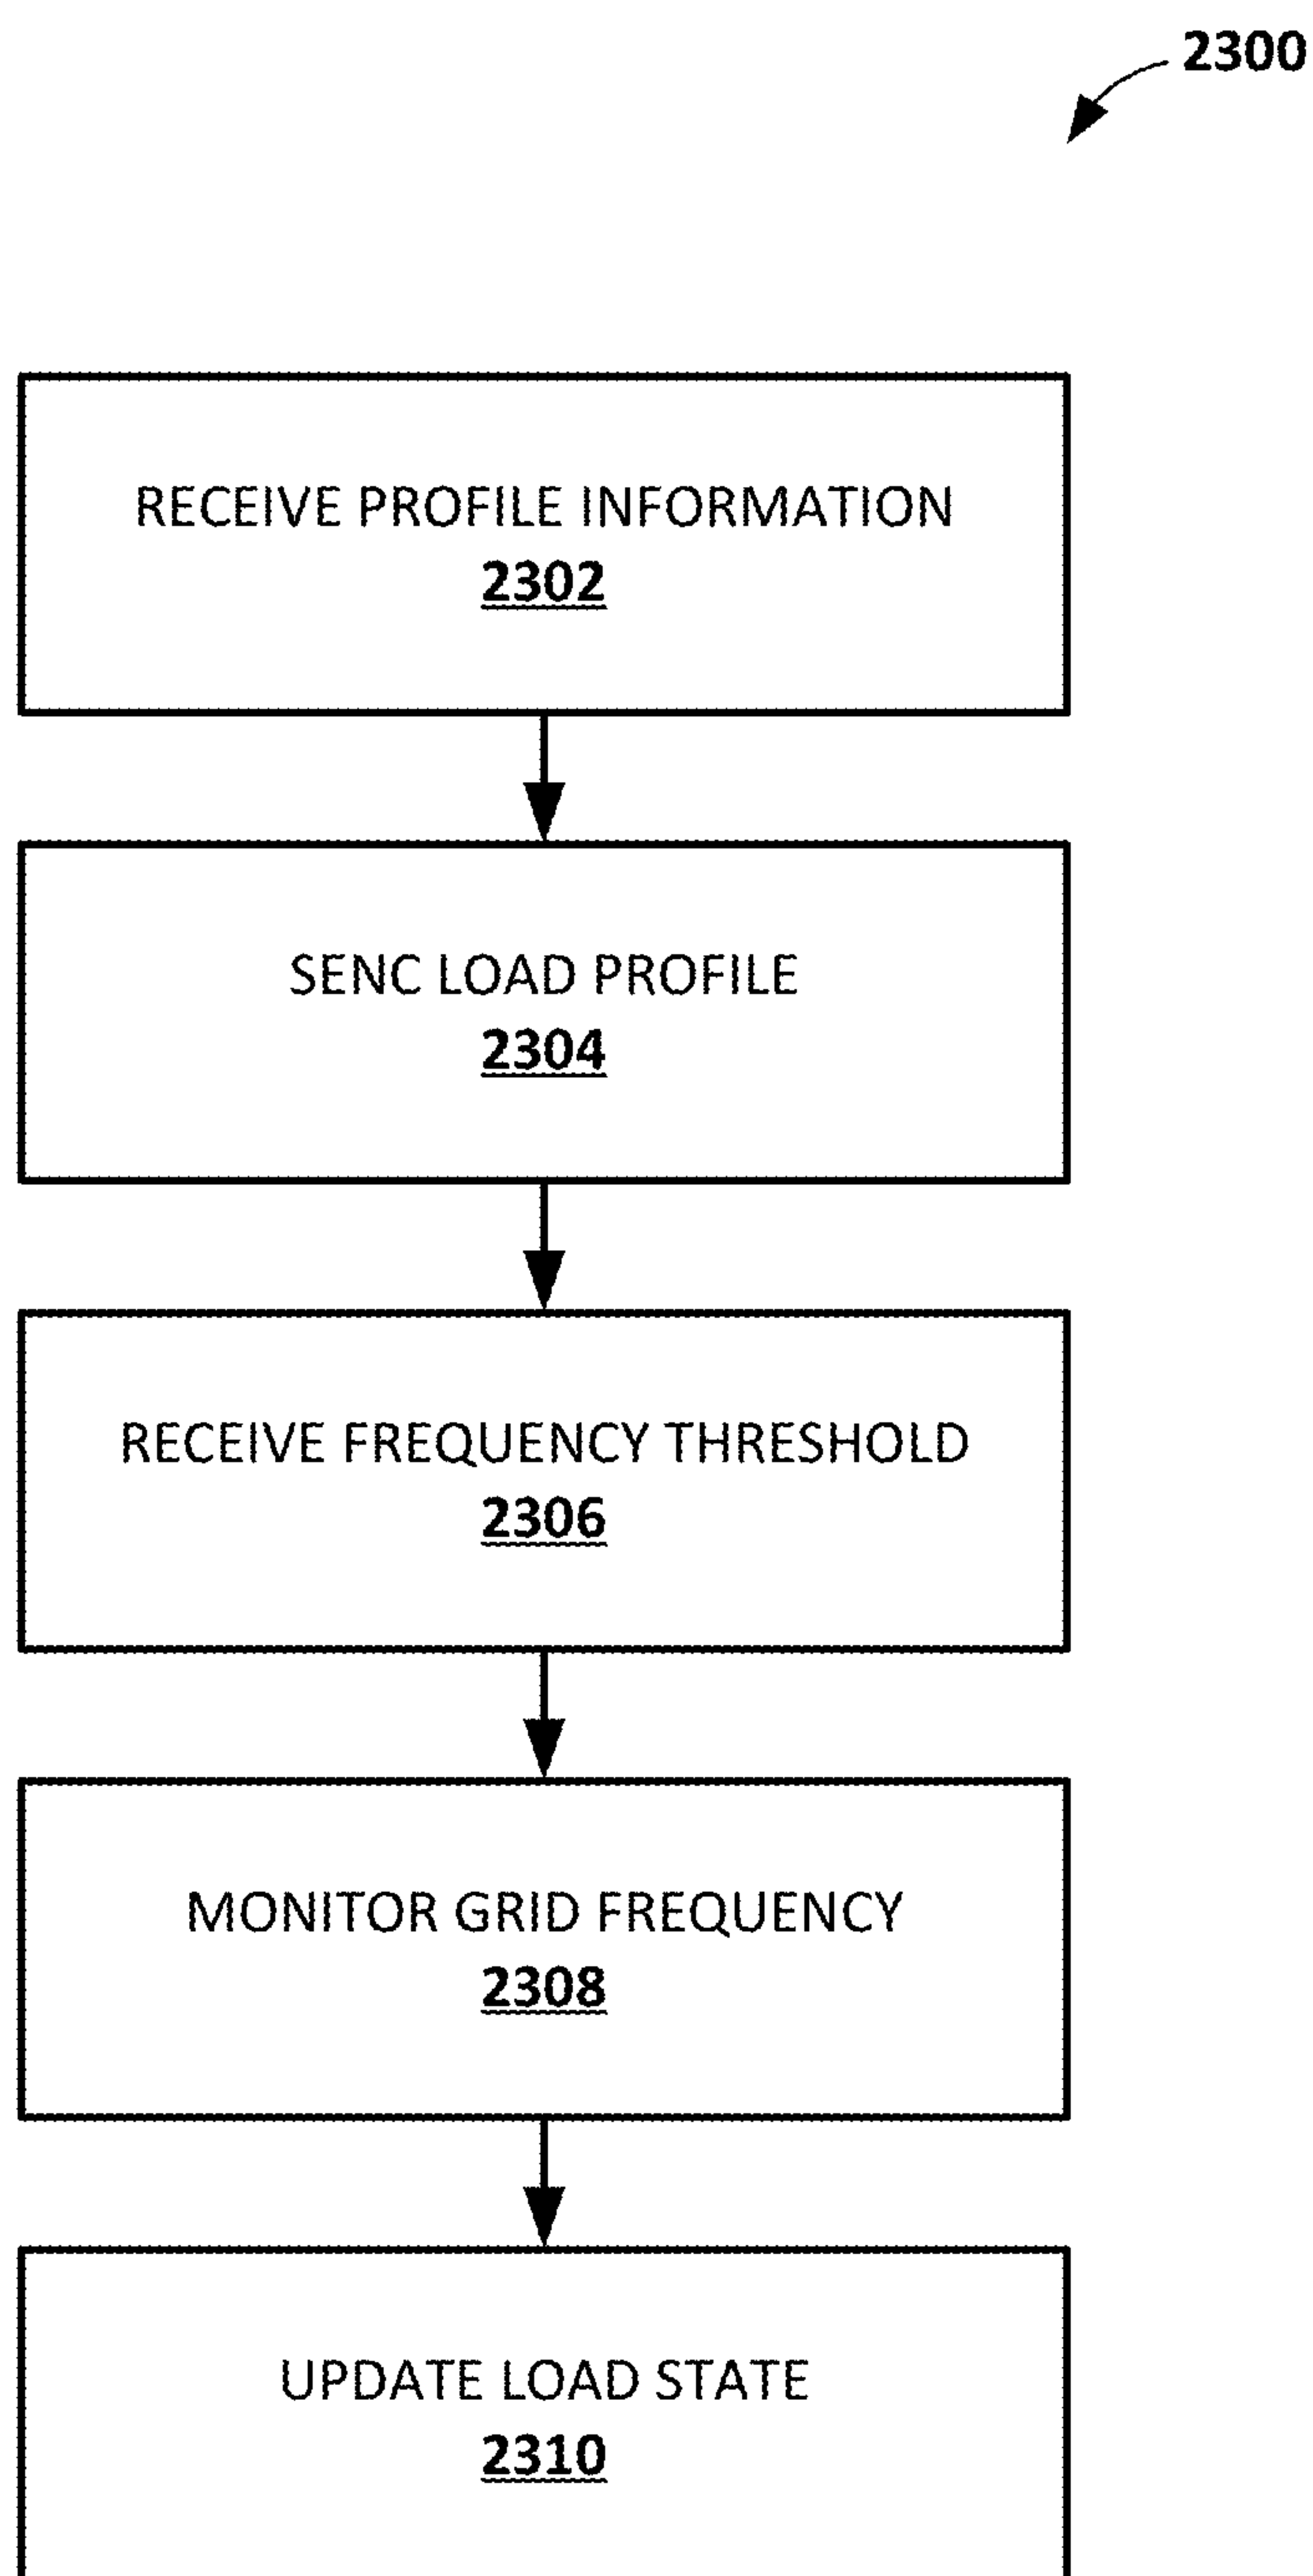 2300
RECEIVE PROFILE INFORMATION
2302
SENC LOAD PROFILE
2304
RECEIVE FREQUENCY THRESHOLD
2306
MONITOR GRID FREQUENCY
2308
UPDATE LOAD STATE
2310